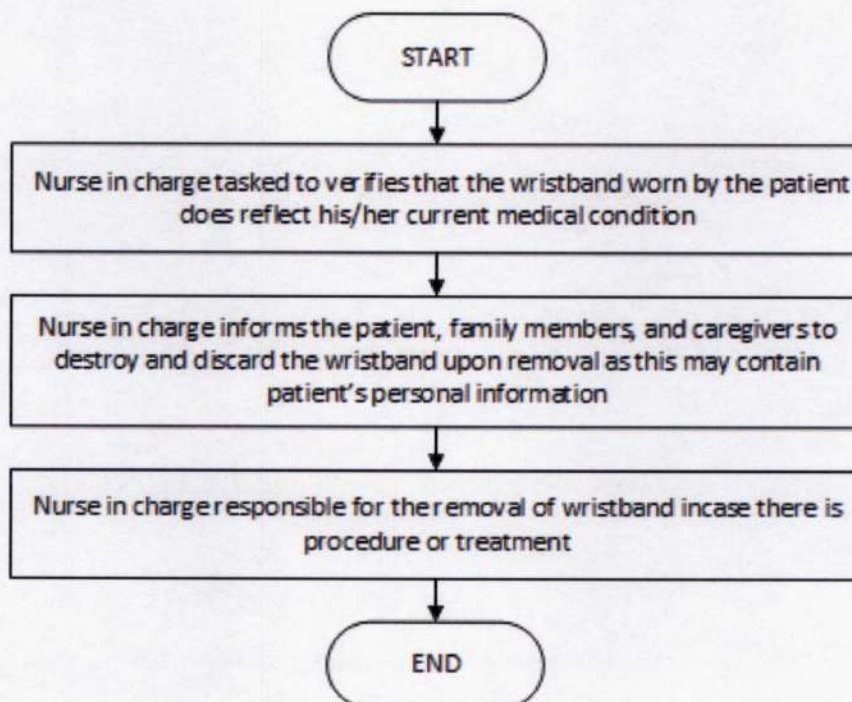 START
Nurse in charge tasked to verifies that the wristband worn by the patient
does reflect his/her current medical condition
Nurse in charge informs the patient, family members, and caregivers to
destroy and discard the wristband upon removal as this may contain
patient's personal information
Nurse in charge responsible for the removal of wristband incase there is
procedure or treatment
END